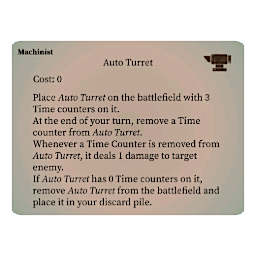 Machinist
Auto Turret
Cost: 0
Place Auto Turret on the battlefield with 3
Time counters on it.
At the end of your turn, remove a Time
counter from Auto Turret.
Whenever a Time Counter is removed from
Auto Turret, it deals 1 damage to target
enemy.
If Auto Turret has 0 Time counters on it,
remove Auto Turret from the battlefield and
place it in your discard pile.